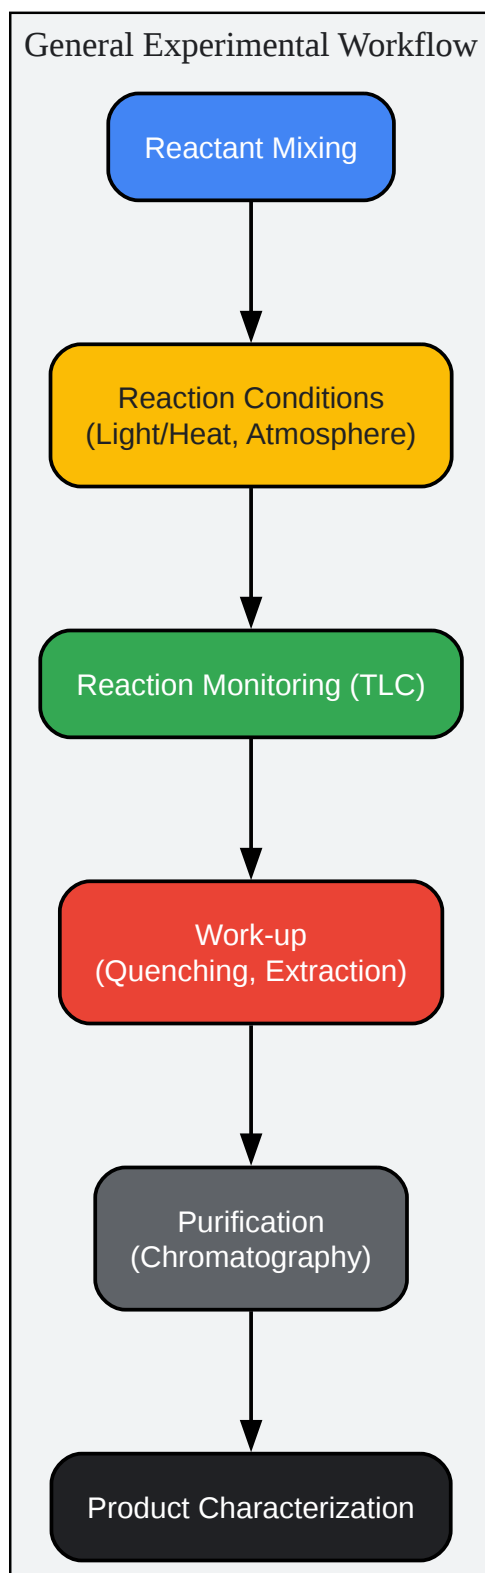 General Experimental Workflow
Reactant Mixing
Reaction Conditions
(Light/Heat, Atmosphere)
Reaction Monitoring (TLC)
Work-up
(Quenching, Extraction)
Purification
(Chromatography)
Product Characterization